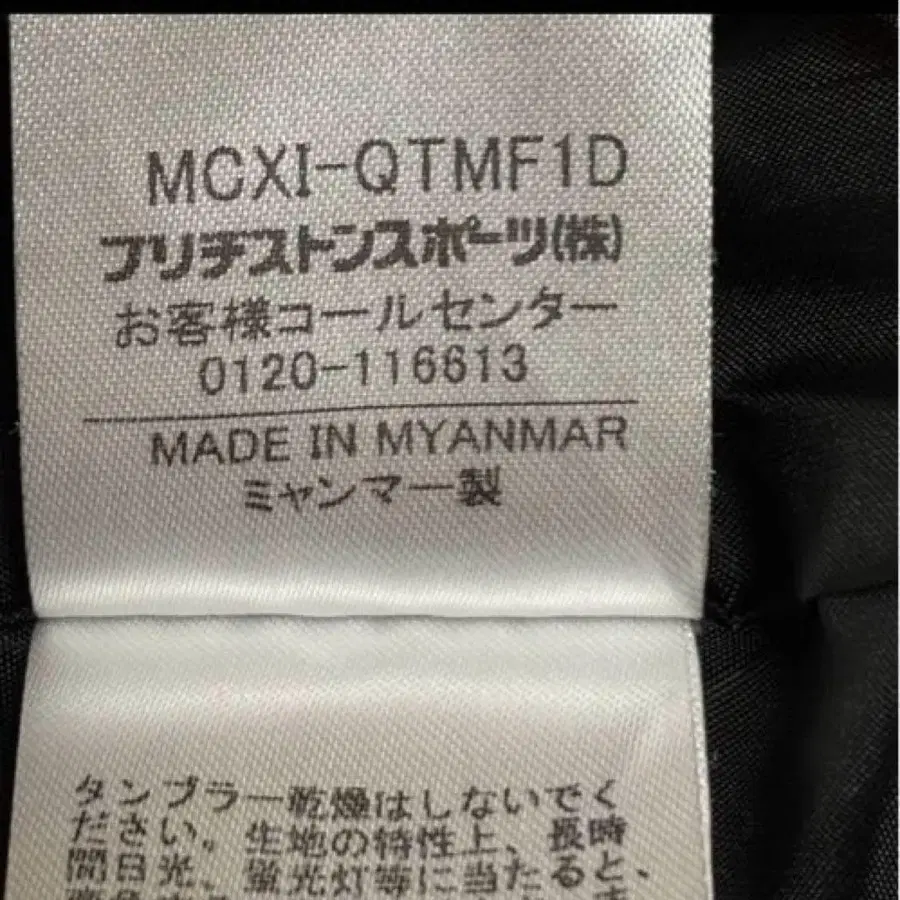 MCXI-QTMF1D
ブリヂストンスポーツ(株)
お客様コールセンター
0120-116613
MADE IN MYANMAR
ミャンマー製
タンブラー乾燥はしないでく
ださい。生地の特性上、長時
間日光、蛍光灯等に当たると、